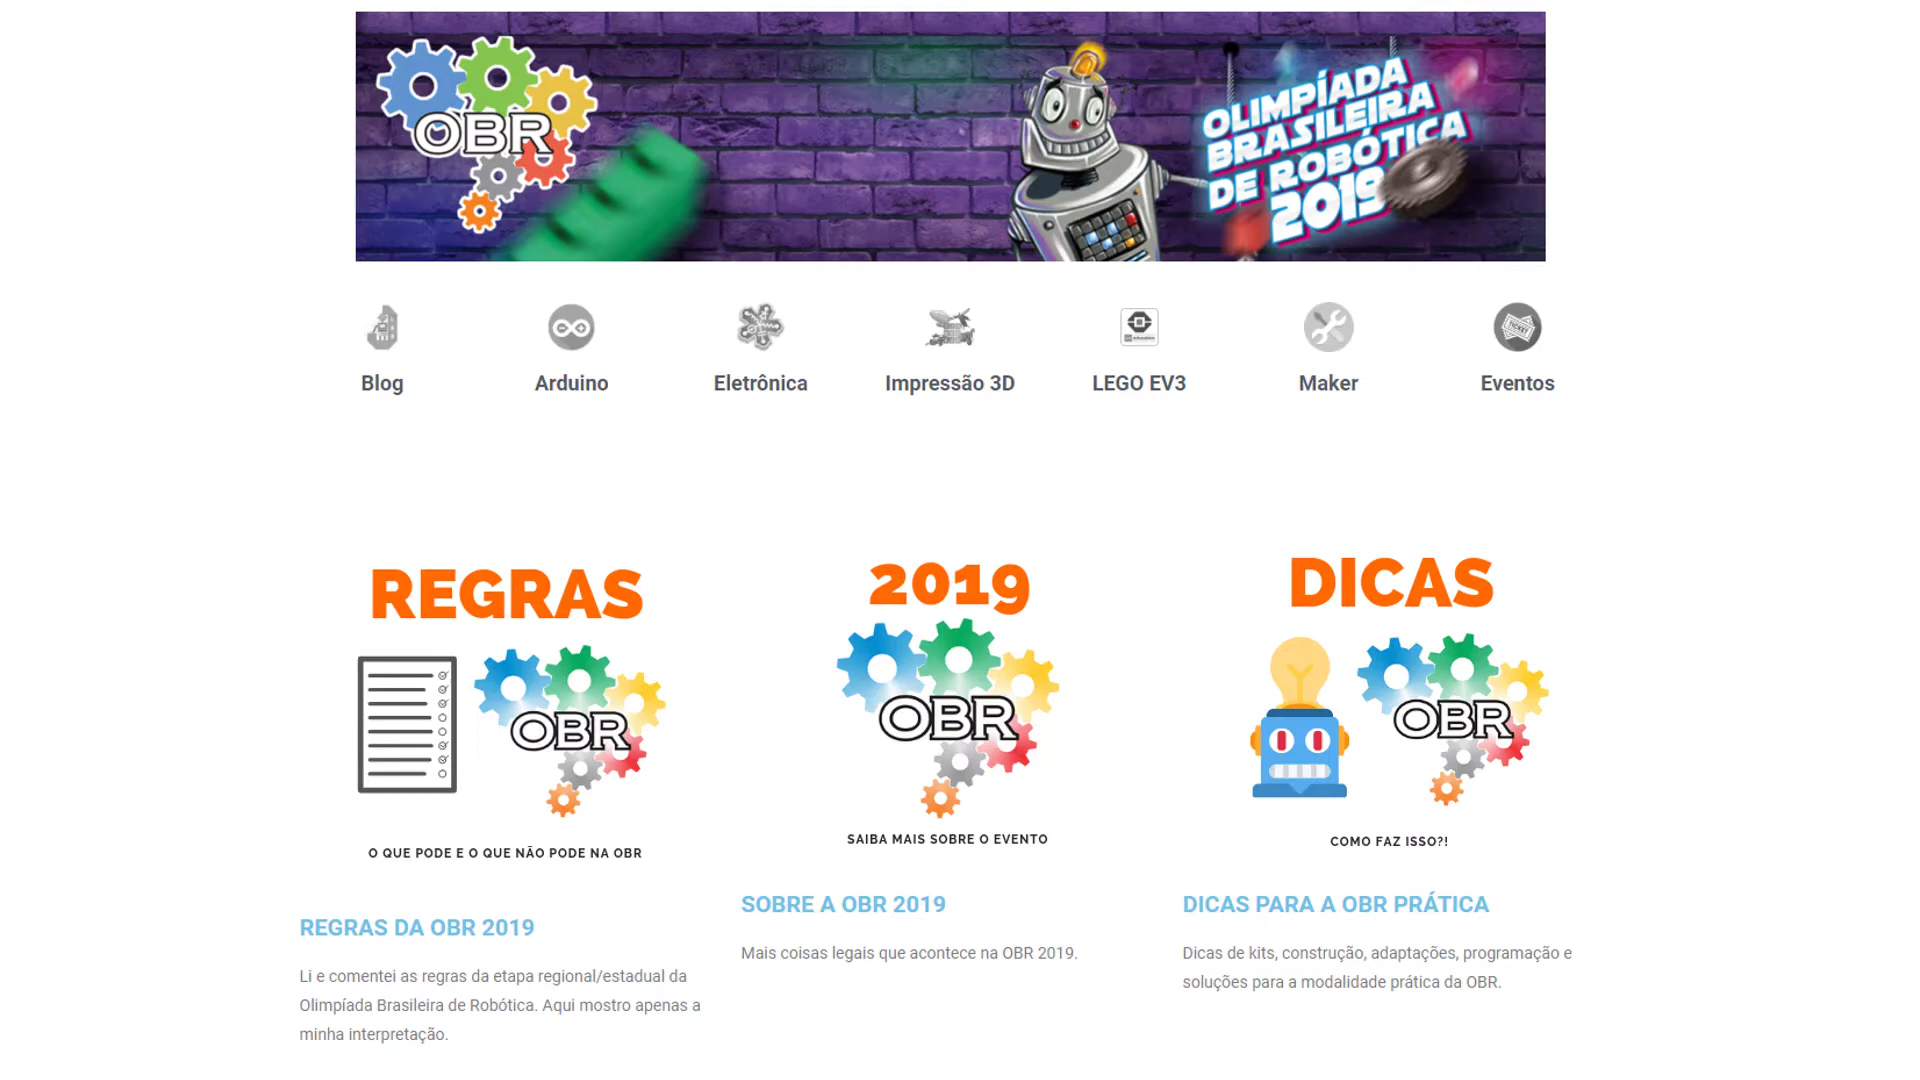 OBR
OLIMPÍADA
BRASILEIRA
DE ROBÓTICA
2019
Blog
Arduino
Eletrônica
Impressão 3D
LEGO EV3
Maker
TICKET
Eventos
REGRAS
OBR
O QUE PODE E O QUE NÃO PODE NA OBR
REGRAS DA OBR 2019
Li e comentei as regras da etapa regional/estadual da
Olimpíada Brasileira de Robótica. Aqui mostro apenas a
minha interpretação.
2019
OBR
SAIBA MAIS SOBRE O EVENTO
SOBRE A OBR 2019
Mais coisas legais que acontece na OBR 2019.
DICAS
OBR
COMO FAZ ISSO?!
DICAS PARA A OBR PRÁTICA
Dicas de kits, construção, adaptações, programação e
soluções para a modalidade prática da OBR.